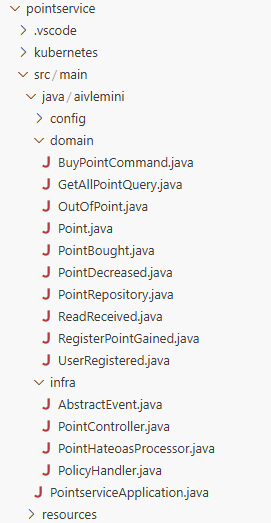 pointservice
.vscode
kubernetes
src / main
java / aivlemini
config
domain
J BuyPointCommand.java
J GetAllPointQuery.java
J OutOfPoint.java
J Point.java
J PointBought.java
J PointDecreased.java
J PointRepository.java
J ReadReceived.java
J RegisterPointGained.java
J UserRegistered.java
infra
J AbstractEvent.java
J PointController.java
J PointHateoasProcessor.java
J PolicyHandler.java
J PointserviceApplication.java
resources